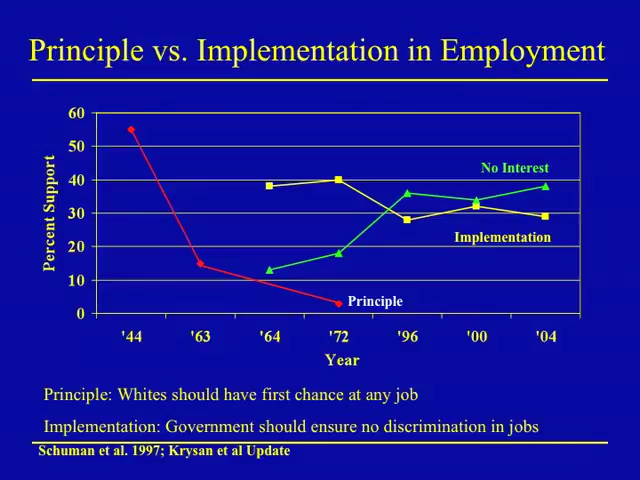 Principle vs. Implementation in Employment
60
50
40
30
20
10
0
Percent Support
No Interest
Implementation
Principle
'44 '63 '64 '72 '96 '00 '04
Year
Principle: Whites should have first chance at any job
Implementation: Government should ensure no discrimination in jobs
Schuman et al. 1997; Krysan et al Update